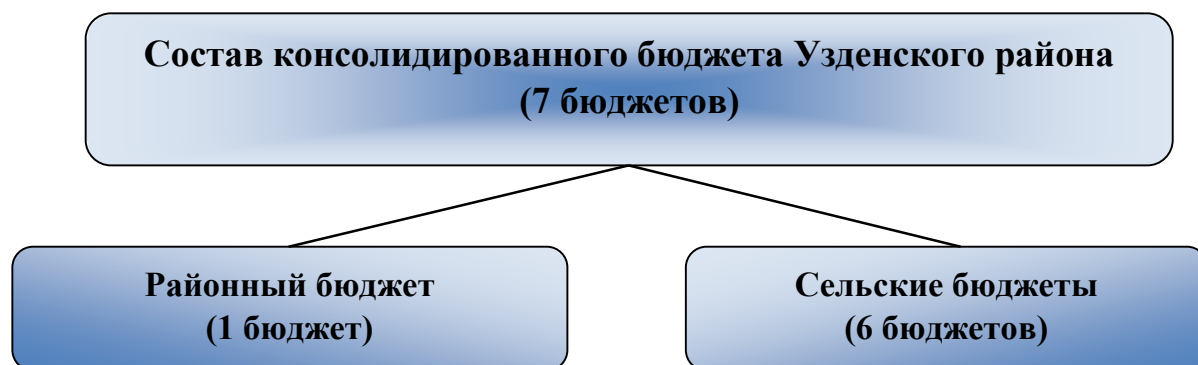 Состав консолидированного бюджета Узденского района
(7 бюджетов)
Районный бюджет
(1 бюджет)
Сельские бюджеты
(6 бюджетов)